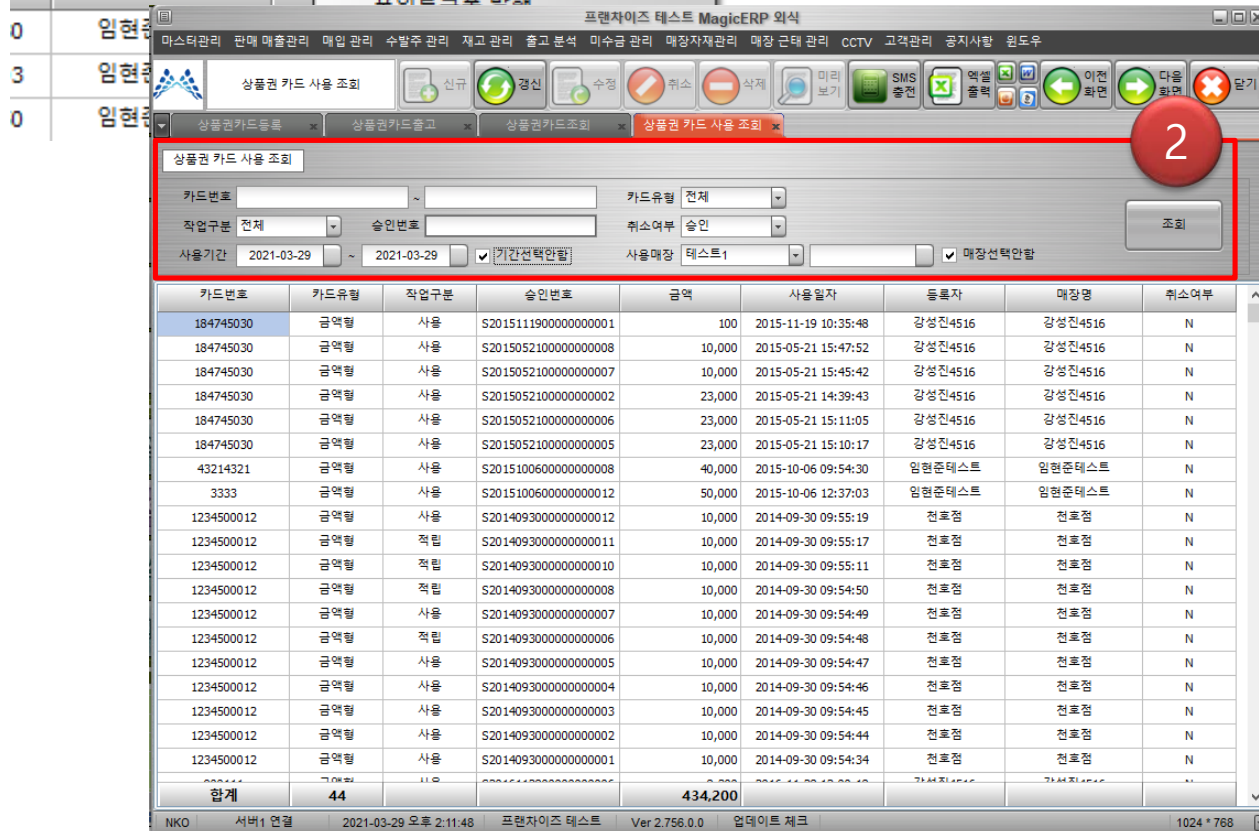 프랜차이즈 테스트 MagicERP 외식
마스터관리 판매 매출관리 매입 관리 수발주 관리 재고 관리 출고 분석 미수금 관리 매장자재관리 매장 근태 관리 CCTV 고객관리 공지사항 윈도우
상품권 카드 사용 조회 신규 갱신 수정 취소 삭제 미리보기 SMS충전 엑셀출력 이전화면 다음화면 닫기
상품권카드등록 x 상품권카드출고 x 상품권카드조회 x 상품권 카드 사용 조회 x
2
상품권 카드 사용 조회
카드번호 ~ 카드유형 전체
작업구분 전체 승인번호 취소여부 승인 조회
사용기간 2021-03-29 ~ 2021-03-29 기간선택안함 사용매장 테스트1 매장선택안함
카드번호 카드유형 작업구분 승인번호 금액 사용일자 등록자 매장명 취소여부
184745030 금액형 사용 S2015111900000000001 100 2015-11-19 10:35:48 강성진4516 강성진4516 N
184745030 금액형 사용 S2015052100000000008 10,000 2015-05-21 15:47:52 강성진4516 강성진4516 N
184745030 금액형 사용 S2015052100000000007 10,000 2015-05-21 15:45:42 강성진4516 강성진4516 N
184745030 금액형 사용 S2015052100000000002 23,000 2015-05-21 14:39:43 강성진4516 강성진4516 N
184745030 금액형 사용 S2015052100000000006 23,000 2015-05-21 15:11:05 강성진4516 강성진4516 N
184745030 금액형 사용 S2015052100000000005 23,000 2015-05-21 15:10:17 강성진4516 강성진4516 N
43214321 금액형 사용 S2015100600000000008 40,000 2015-10-06 09:54:30 임현준테스트 임현준테스트 N
3333 금액형 사용 S2015100600000000012 50,000 2015-10-06 12:37:03 임현준테스트 임현준테스트 N
1234500012 금액형 사용 S2014093000000000012 10,000 2014-09-30 09:55:19 천호점 천호점 N
1234500012 금액형 적립 S2014093000000000011 10,000 2014-09-30 09:55:17 천호점 천호점 N
1234500012 금액형 적립 S2014093000000000010 10,000 2014-09-30 09:55:11 천호점 천호점 N
1234500012 금액형 적립 S2014093000000000008 10,000 2014-09-30 09:54:50 천호점 천호점 N
1234500012 금액형 사용 S2014093000000000007 10,000 2014-09-30 09:54:49 천호점 천호점 N
1234500012 금액형 적립 S2014093000000000006 10,000 2014-09-30 09:54:48 천호점 천호점 N
1234500012 금액형 사용 S2014093000000000005 10,000 2014-09-30 09:54:47 천호점 천호점 N
1234500012 금액형 사용 S2014093000000000004 10,000 2014-09-30 09:54:46 천호점 천호점 N
1234500012 금액형 사용 S2014093000000000003 10,000 2014-09-30 09:54:45 천호점 천호점 N
1234500012 금액형 사용 S2014093000000000002 10,000 2014-09-30 09:54:44 천호점 천호점 N
1234500012 금액형 사용 S2014093000000000001 10,000 2014-09-30 09:54:34 천호점 천호점 N
합계 44 434,200
NKO 서버1 연결 2021-03-29 오후 2:11:48 프랜차이즈 테스트 Ver 2.756.0.0 업데이트 체크 1024 * 768